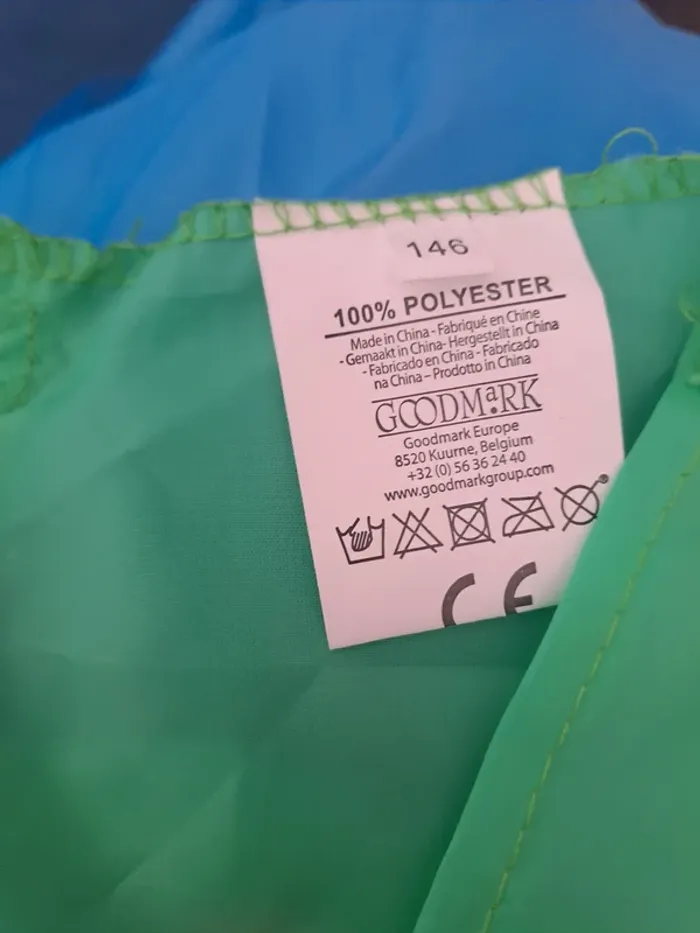 146
100% POLYESTER
Made in China - Fabriqué en Chine
- Gemaakt in China- Hergestellt in China
- Fabricado en China - Fabricado
na China – Prodotto in China
GOODMaRK
Goodmark Europe
8520 Kuurne, Belgium
+32 (0) 56 36 24 40
www.goodmarkgroup.com
CE